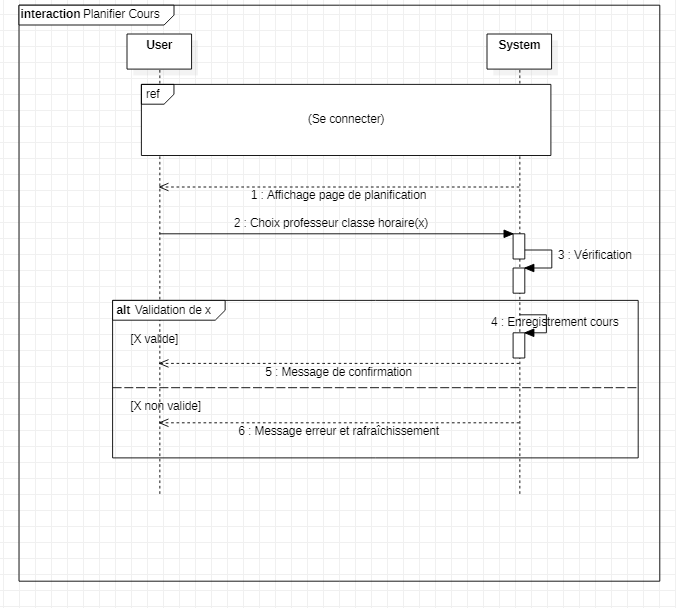 interaction Planifier Cours
User
System
ref
(Se connecter)
1 : Affichage page de planification
2 : Choix professeur classe horaire(x)
3 : Vérification
alt Validation de x
4 : Enregistrement cours
[X valide]
5 : Message de confirmation
[X non valide]
6 : Message erreur et rafraîchissement